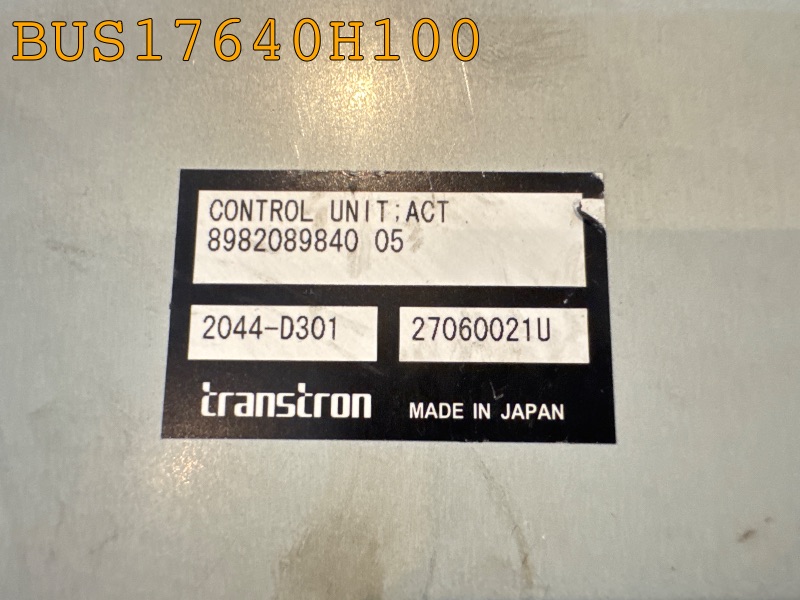 BUS17640H100
CONTROL UNIT;ACT
8982089840 05
2044-D301
27060021U
transtron
MADE IN JAPAN